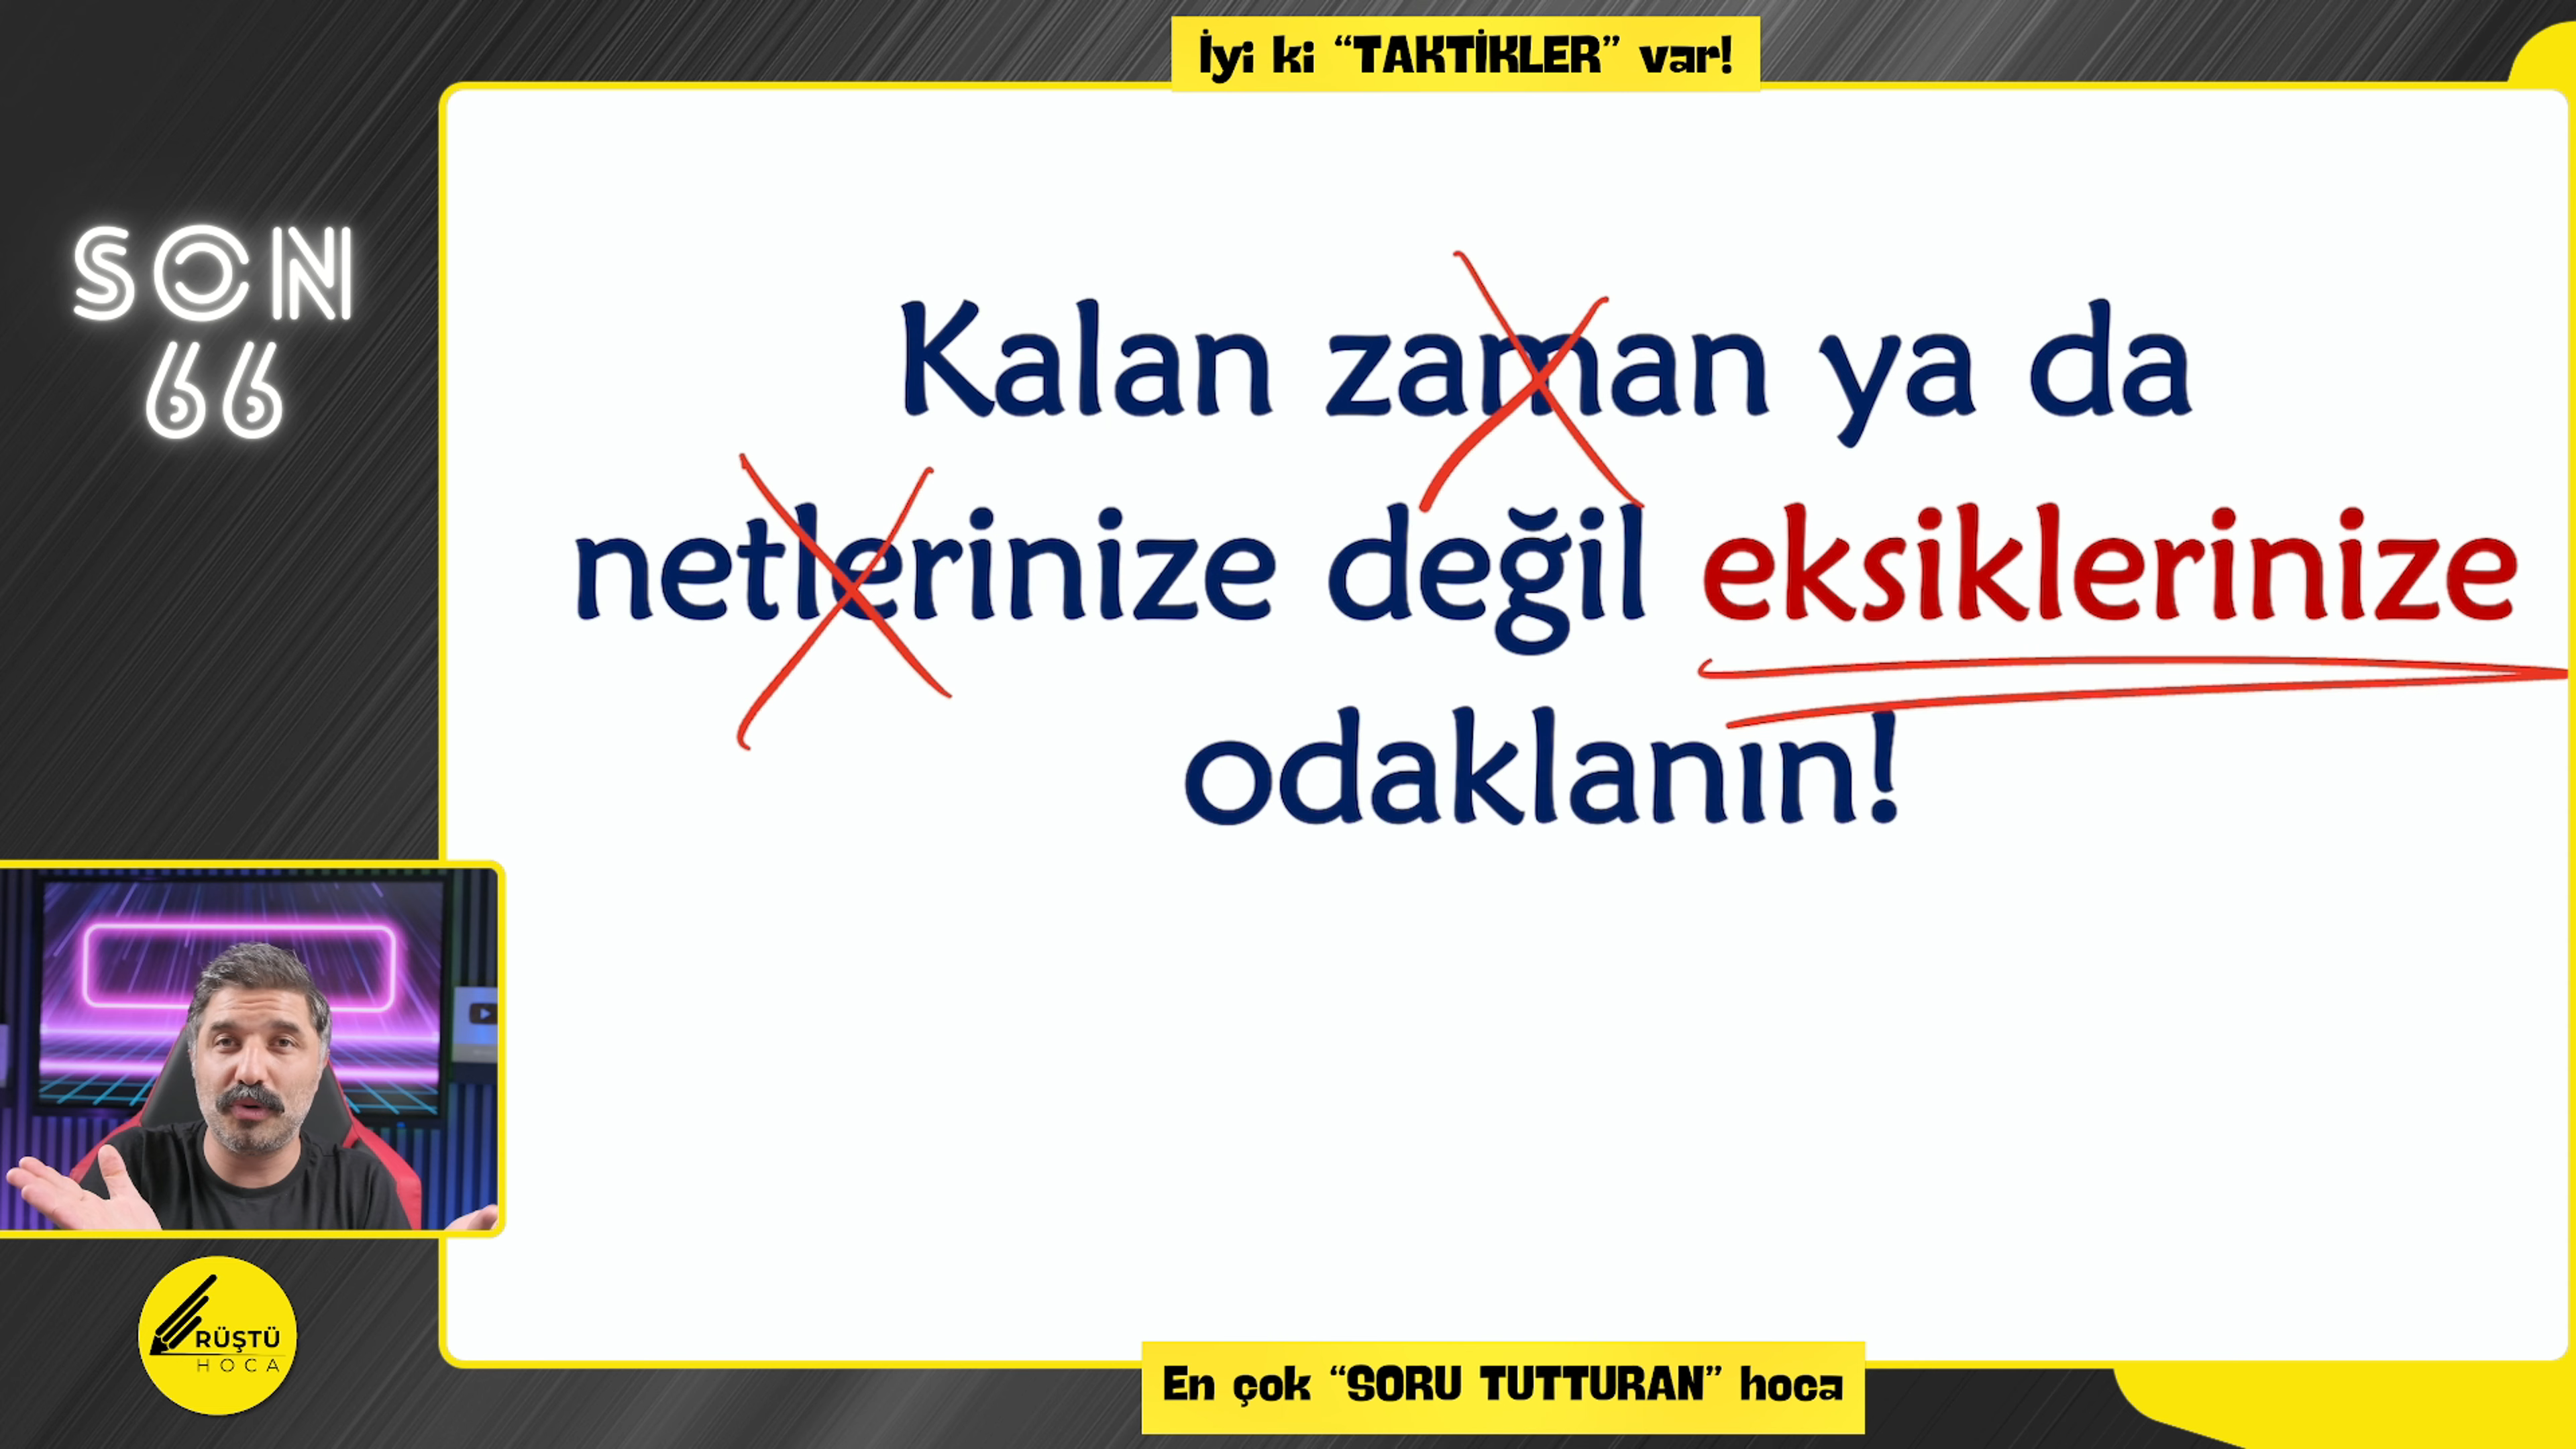 İyi ki “TAKTİKLER” var!
SON
66
Kalan zaman ya da
netlerinize değil eksiklerinize
odaklanın!
RÜŞTÜ
HOCA
En çok “SORU TUTTURAN” hoca